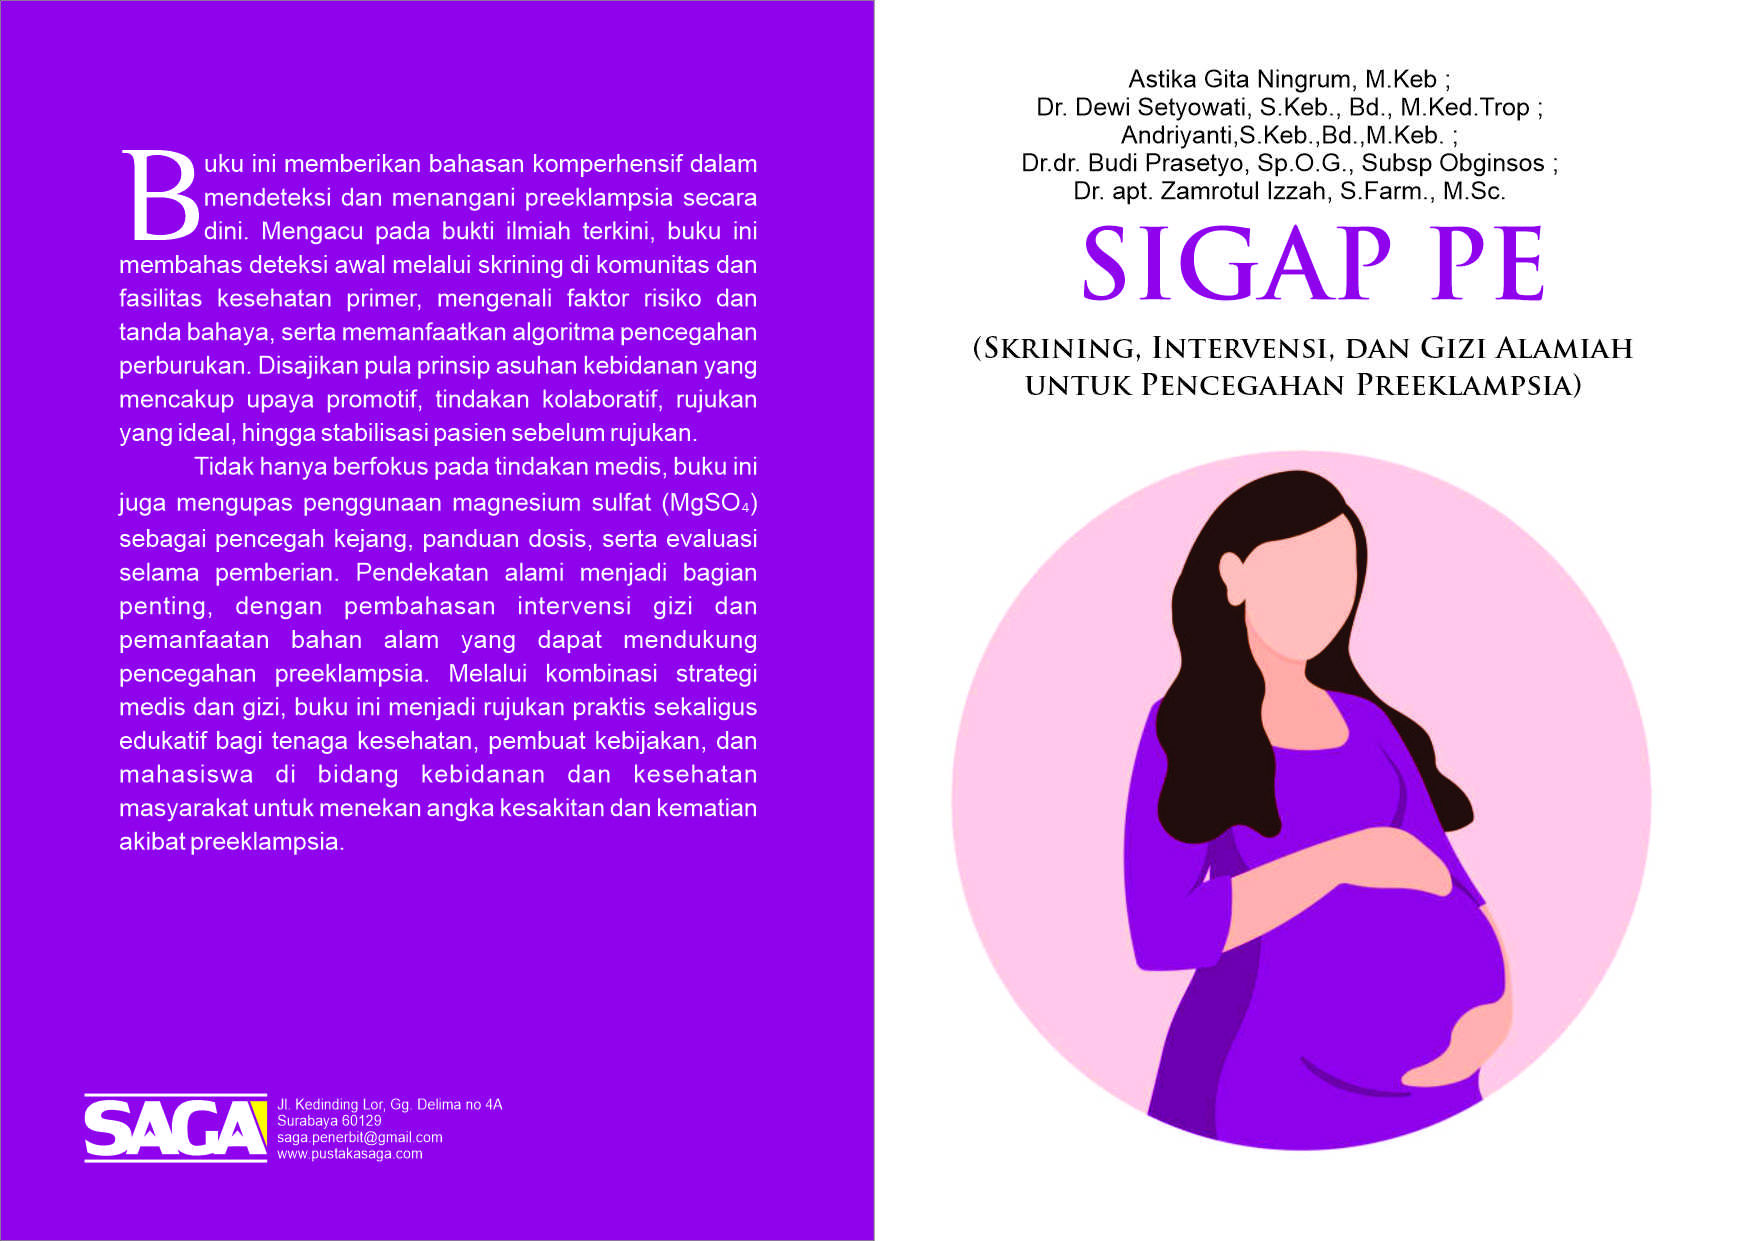 Buku ini memberikan bahasan komperhensif dalam
mendeteksi dan menangani preeklampsia secara
dini. Mengacu pada bukti ilmiah terkini, buku ini
membahas deteksi awal melalui skrining di komunitas dan
fasilitas kesehatan primer, mengenali faktor risiko dan
tanda bahaya, serta memanfaatkan algoritma pencegahan
perburukan. Disajikan pula prinsip asuhan kebidanan yang
mencakup upaya promotif, tindakan kolaboratif, rujukan
yang ideal, hingga stabilisasi pasien sebelum rujukan.
Tidak hanya berfokus pada tindakan medis, buku ini
juga mengupas penggunaan magnesium sulfat (MgSO₄)
sebagai pencegah kejang, panduan dosis, serta evaluasi
selama pemberian. Pendekatan alami menjadi bagian
penting, dengan pembahasan intervensi gizi dan
pemanfaatan bahan alam yang dapat mendukung
pencegahan preeklampsia. Melalui kombinasi strategi
medis dan gizi, buku ini menjadi rujukan praktis sekaligus
edukatif bagi tenaga kesehatan, pembuat kebijakan, dan
mahasiswa di bidang kebidanan dan kesehatan
masyarakat untuk menekan angka kesakitan dan kematian
akibat preeklampsia.
SAGA
Jl. Kedinding Lor, Gg. Delima no 4A
Surabaya 60129
saga.penerbit@gmail.com
www.pustakasaga.com
Astika Gita Ningrum, M.Keb ;
Dr. Dewi Setyowati, S.Keb., Bd., M.Ked.Trop ;
Andriyanti,S.Keb.,Bd.,M.Keb. ;
Dr.dr. Budi Prasetyo, Sp.O.G., Subsp Obginsos ;
Dr. apt. Zamrotul Izzah, S.Farm., M.Sc.
SIGAP PE
(Skrining, Intervensi, dan Gizi Alamiah
untuk Pencegahan Preeklampsia)